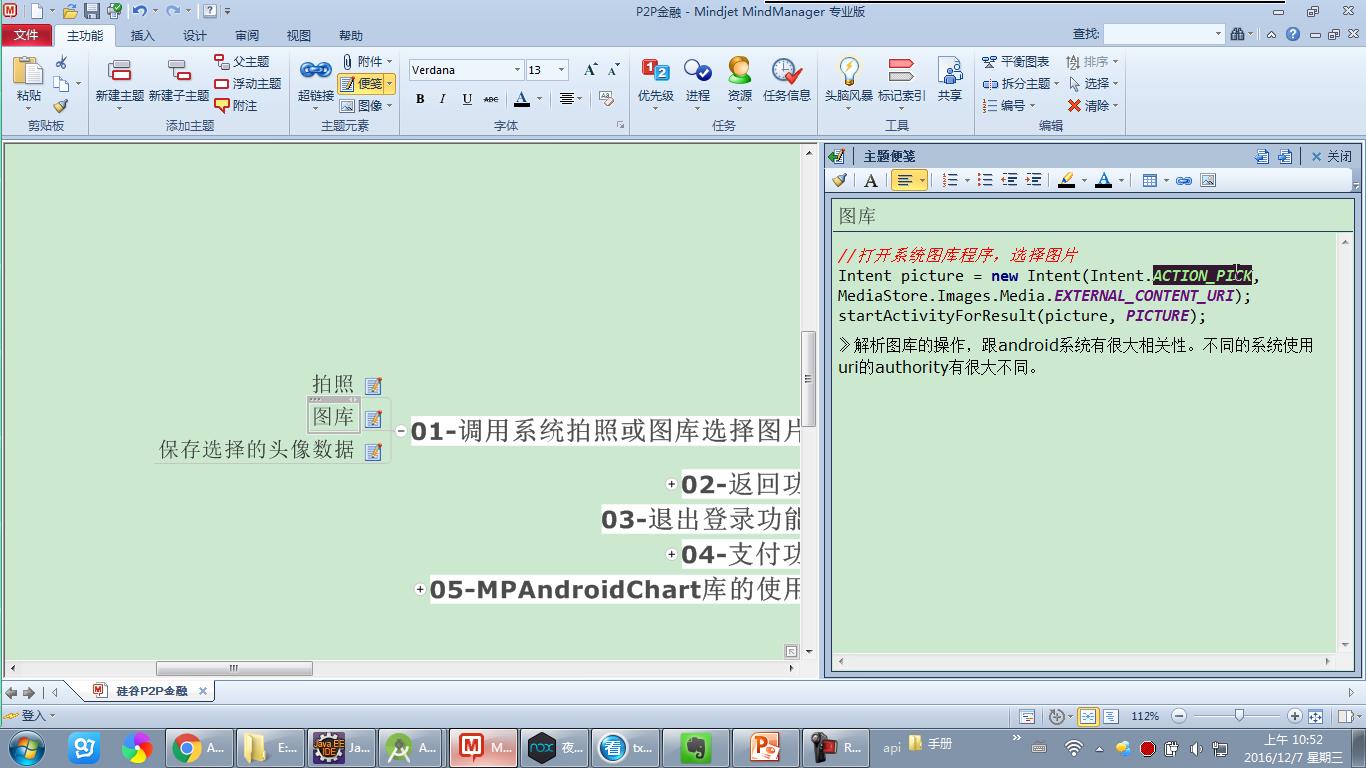 P2P金融 - Mindjet MindManager 专业版
文件 主功能 插入 设计 审阅 视图 帮助 查找:
粘贴 新建主题 新建子主题 父主题 浮动主题 附注 超链接 附件 便笺 图像 Verdana 13 B I U ABC A 优先级 进程 资源 任务信息 头脑风暴 标记索引 共享 平衡图表 拆分主题 编号 排序 选择 清除
剪贴板 添加主题 主题元素 字体 任务 工具 编辑
主题便笺 关闭
图库
//打开系统图库程序，选择图片
Intent picture = new Intent(Intent.ACTION_PICK,
MediaStore.Images.Media.EXTERNAL_CONTENT_URI);
startActivityForResult(picture, PICTURE);
》解析图库的操作，跟android系统有很大相关性。不同的系统使用
uri的authority有很大不同。
拍照
图库
保存选择的头像数据
01-调用系统拍照或图库选择图片
02-返回功
03-退出登录功能
04-支付功
05-MPAndroidChart库的使用
硅谷P2P金融
登入 112%
A... E:... Ja... A... M... 夜... tx... R... api 手册
上午 10:52
2016/12/7 星期三